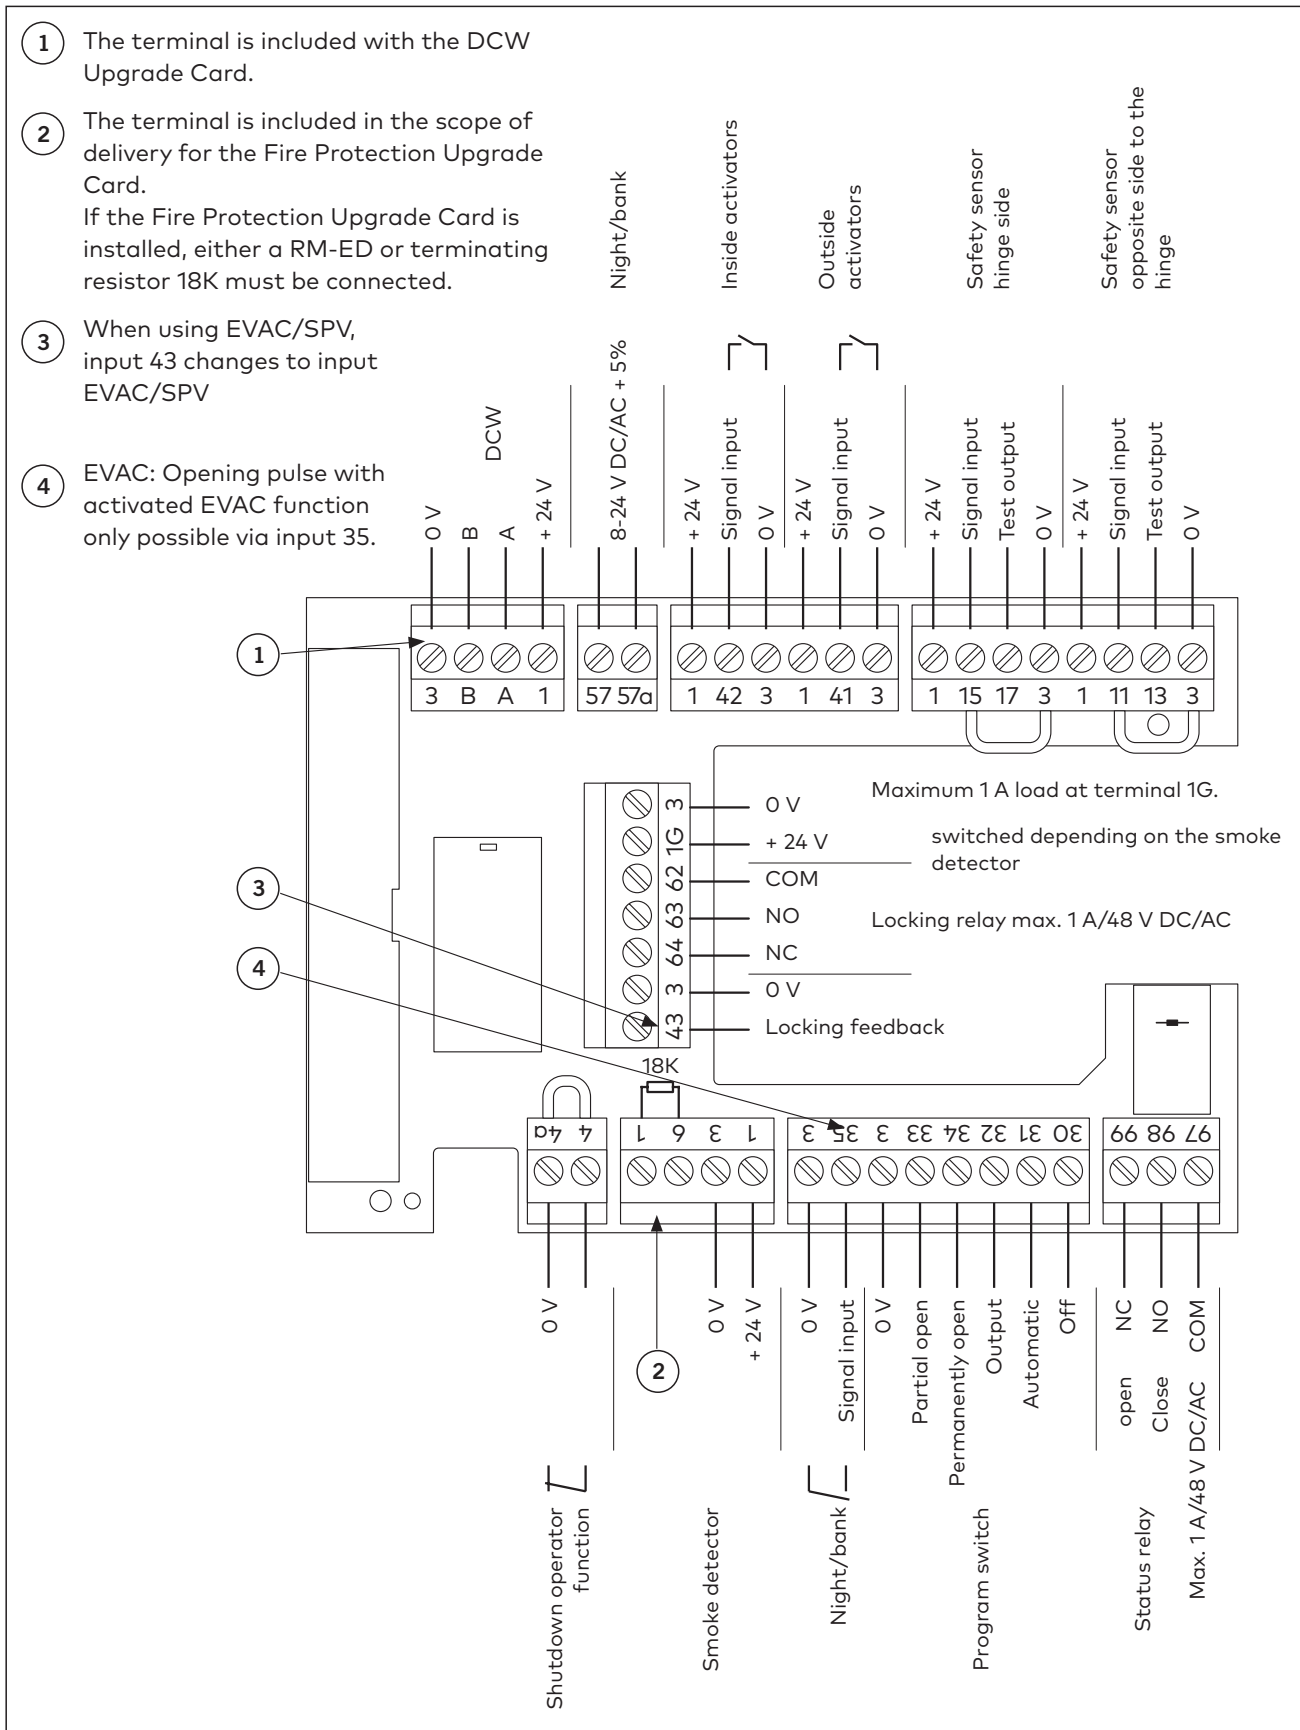 1 The terminal is included with the DCW
Upgrade Card.
2 The terminal is included in the scope of
delivery for the Fire Protection Upgrade
Card.
If the Fire Protection Upgrade Card is
installed, either a RM-ED or terminating
resistor 18K must be connected.
3 When using EVAC/SPV,
input 43 changes to input
EVAC/SPV
4 EVAC: Opening pulse with
activated EVAC function
only possible via input 35.
DCW
Night/bank
Inside activators
Outside
activators
Safety sensor
hinge side
Safety sensor
opposite side to the
hinge
0 V
B
A
+ 24 V
8-24 V DC/AC + 5%
+ 24 V
Signal input
0 V
+ 24 V
Signal input
0 V
+ 24 V
Signal input
Test output
0 V
+ 24 V
Signal input
Test output
0 V
1
3 B A 1
57 57a
1 42 3 1 41 3
1 15 17 3 1 11 13 3
3 0 V
Maximum 1 A load at terminal 1G.
1G + 24 V
switched depending on the smoke
detector
62 COM
3
63 NO
Locking relay max. 1 A/48 V DC/AC
64 NC
4
3 0 V
43 Locking feedback
18K
4a 4
1 6 3 1
3 35 3 33 34 32 31 30
99 98 97
2
0 V
0 V
+ 24 V
0 V
Signal input
0 V
Partial open
Permanently open
Output
Automatic
Off
NC
open
NO
Close
COM
Max. 1 A/48 V DC/AC
Shutdown operator
function
Smoke detector
Night/bank
Program switch
Status relay